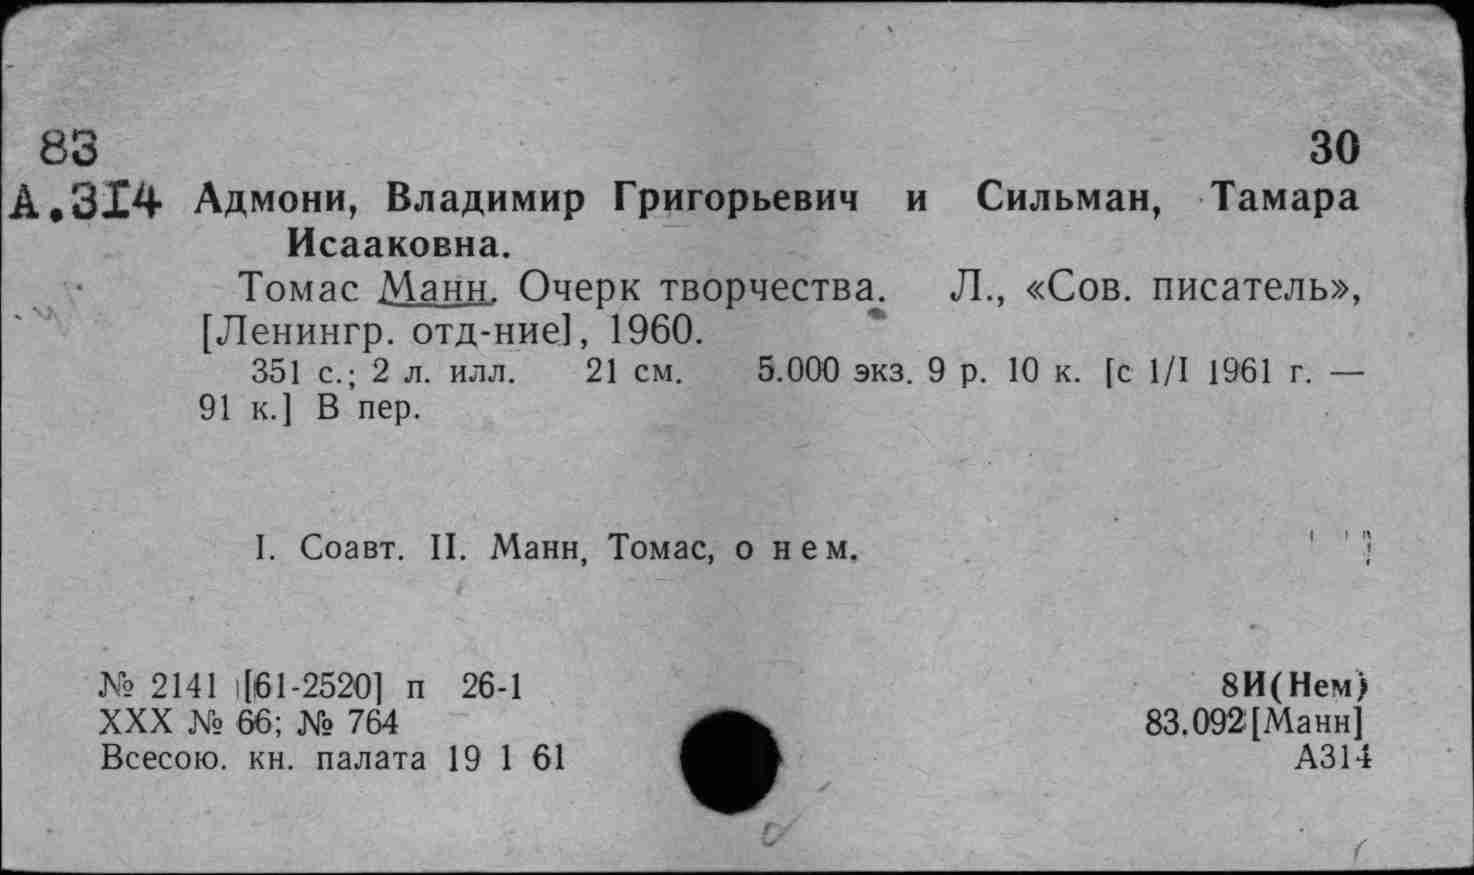 83 30
А.314 Адмони, Владимир Григорьевич и Сильман, Тамара
Исааковна.
Томас Манн. Очерк творчества. Л., «Сов. писатель»,
[Ленингр. отд-ние], 1960.
351 с.; 2 л. илл. 21 см. 5.000 экз. 9 р. 10 к. [с 1/I 1961 г. —
91 к.] В пер.
I. Соавт. II. Манн, Томас, о нем.
№ 2141 [61-2520] п 26-1 8И(Нем)
XXX № 66; № 764 83.092[Манн]
Всесою. кн. палата 19 1 61 А314